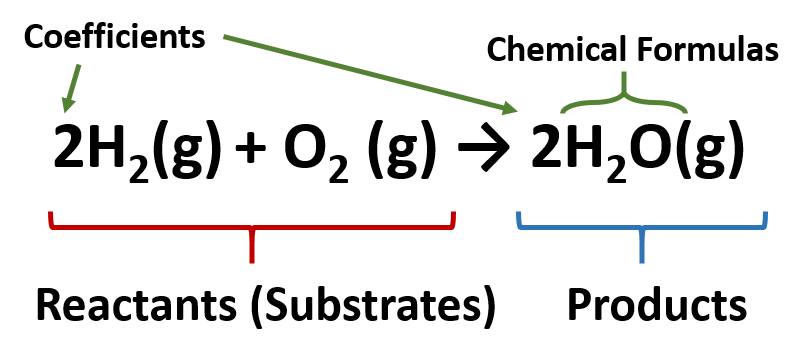 Coefficients
Chemical Formulas
2H₂(g) + O₂ (g) → 2H₂O(g)
Reactants (Substrates)
Products